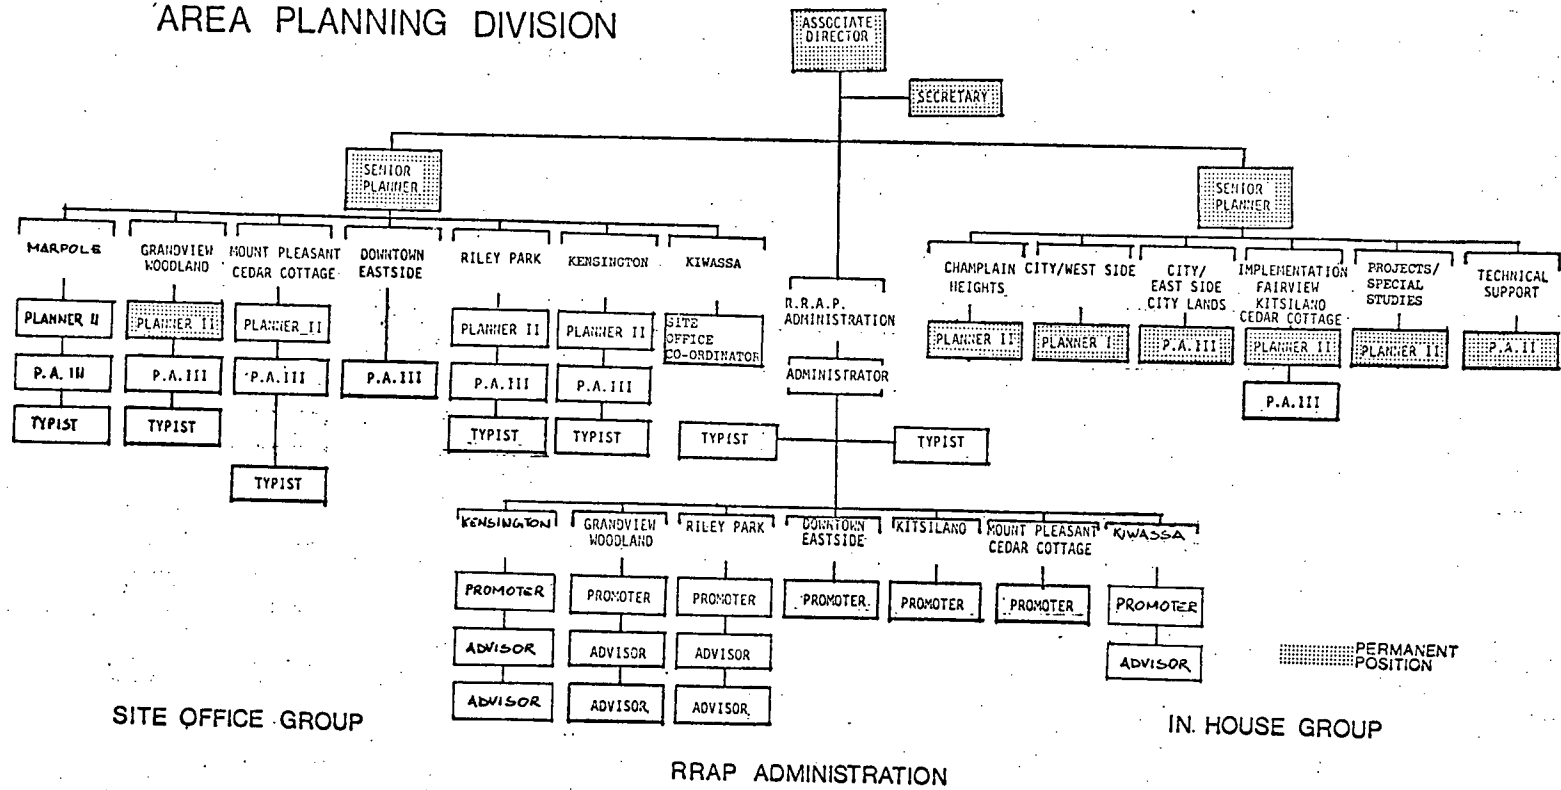 AREA PLANNING DIVISION
ASSOCIATE
DIRECTOR
SECRETARY
SENIOR
PLANNER
SENIOR
PLANNER
MARPOLE
GRANDVIEW
WOODLAND
MOUNT PLEASANT
CEDAR COTTAGE
DOWNTOWN
EASTSIDE
RILEY PARK
KENSINGTON
KIWASSA
PLANNER II
PLANNER II
PLANNER II
PLANNER II
PLANNER II
SITE
OFFICE
CO-ORDINATOR
P.A. III
P.A.III
P.A.III
P.A.III
P.A.III
P.A.III
TYPIST
TYPIST
TYPIST
TYPIST
TYPIST
R.R.A.P.
ADMINISTRATION
ADMINISTRATOR
TYPIST
TYPIST
CHAMPLAIN
HEIGHTS
CITY/WEST SIDE
CITY/
EAST SIDE
CITY LANDS
IMPLEMENTATION
FAIRVIEW
KITSILANO
CEDAR COTTAGE
PROJECTS/
SPECIAL
STUDIES
TECHNICAL
SUPPORT
PLANNER II
PLANNER I
P.A.III
PLANNER II
PLANNER II
P.A.II
P.A.III
KENSINGTON
GRANDVIEW
WOODLAND
RILEY PARK
DOWNTOWN
EASTSIDE
KITSILANO
MOUNT PLEASANT
CEDAR COTTAGE
KIWASSA
PROMOTER
PROMOTER
PROMOTER
PROMOTER
PROMOTER
PROMOTER
PROMOTER
ADVISOR
ADVISOR
ADVISOR
ADVISOR
ADVISOR
ADVISOR
ADVISOR
PERMANENT
POSITION
SITE OFFICE GROUP
IN HOUSE GROUP
RRAP ADMINISTRATION